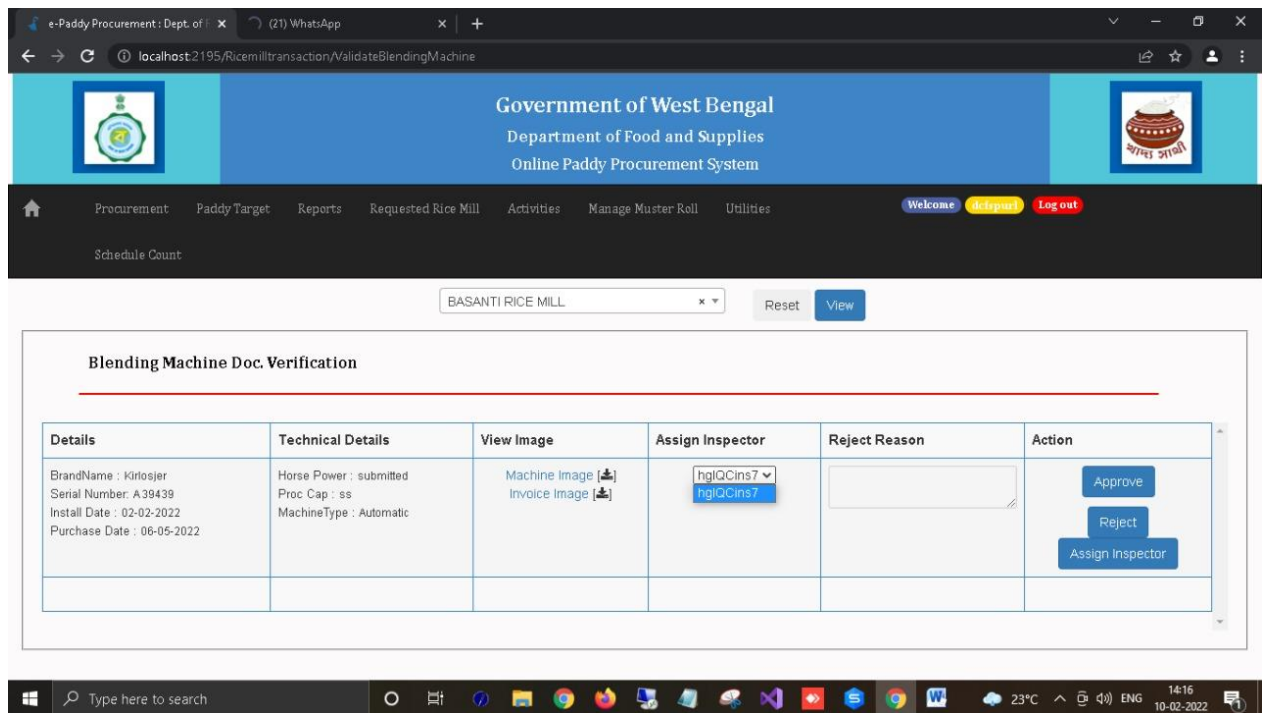 e-Paddy Procurement : Dept. of F
(21) WhatsApp
localhost:2195/Ricemilltransaction/ValidateBlendingMachine
Government of West Bengal
Department of Food and Supplies
Online Paddy Procurement System
খাদ্য সাথী
Procurement Paddy Target Reports Requested Rice Mill Activities Manage Muster Roll Utilities Welcome dcfspurl Log out
Schedule Count
BASANTI RICE MILL Reset View
Blending Machine Doc. Verification
Details Technical Details View Image Assign Inspector Reject Reason Action
BrandName : Kirlosjer
Serial Number: A39439
Install Date : 02-02-2022
Purchase Date : 06-05-2022
Horse Power : submitted
Proc Cap : ss
MachineType : Automatic
Machine Image [ ]
Invoice Image [ ]
hglQCins7
hglQCins7
Approve
Reject
Assign Inspector
Type here to search
23°C ENG
14:16
10-02-2022